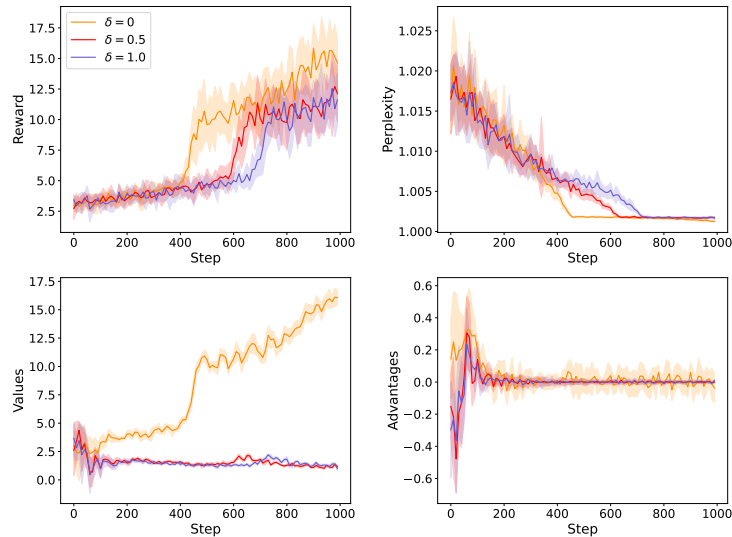 δ = 0
δ = 0.5
δ = 1.0
Reward
17.5
15.0
12.5
10.0
7.5
5.0
2.5
0 200 400 600 800 1000
Step
Perplexity
1.020
1.015
1.010
1.005
1.000
0 200 400 600 800 1000
Step
Values
17.5
15.0
12.5
10.0
7.5
5.0
2.5
0.0
0 200 400 600 800 1000
Step
Advantages
0.6
0.4
0.2
0.0
−0.2
−0.4
−0.6
0 200 400 600 800 1000
Step